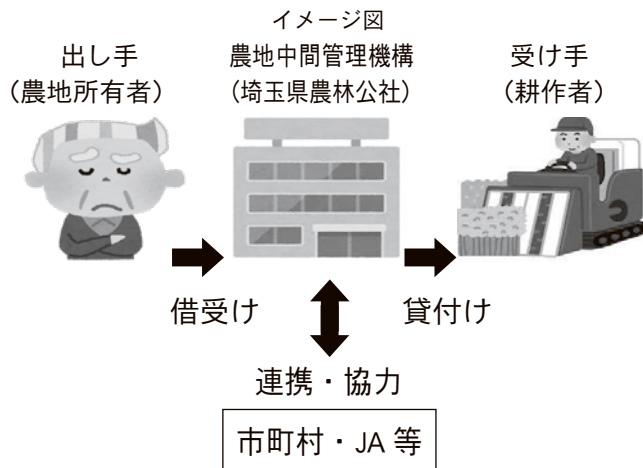 イメージ図
出し手
(農地所有者)
農地中間管理機構
(埼玉県農林公社)
受け手
(耕作者)
借受け
貸付け
連携・協力
市町村・JA 等